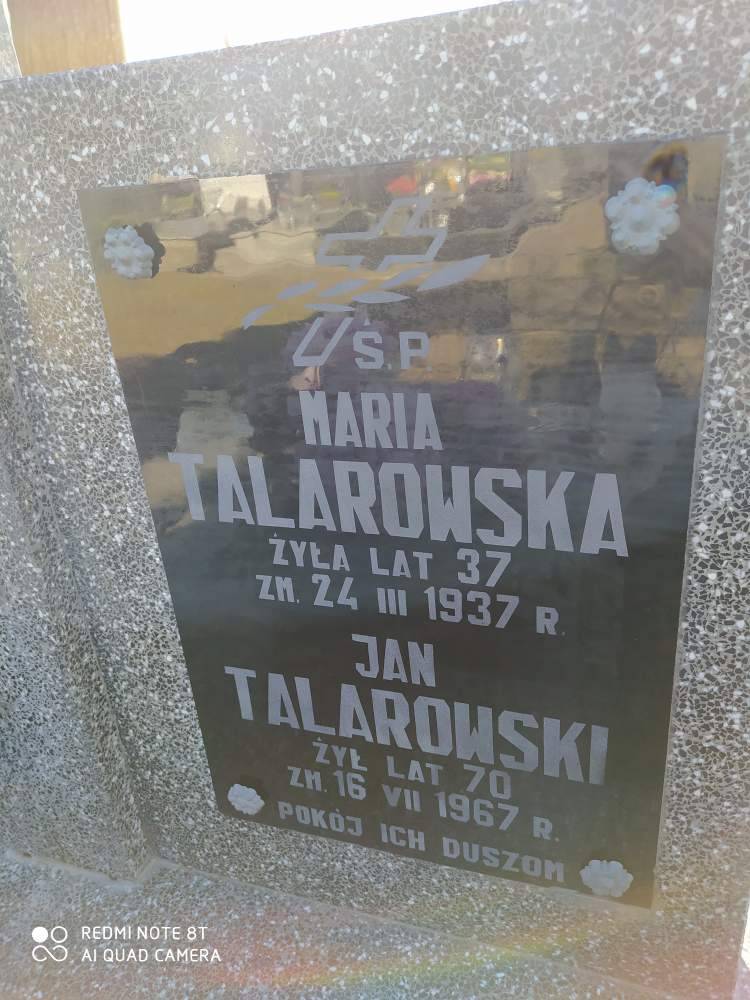 Ś.P.
MARIA
TALAROWSKA
ŻYŁA LAT 37
ZM. 24 III 1937 R.
JAN
TALAROWSKI
ŻYŁ LAT 70
ZM. 16 VII 1967 R.
POKÓJ ICH DUSZOM
REDMI NOTE 8T
AI QUAD CAMERA